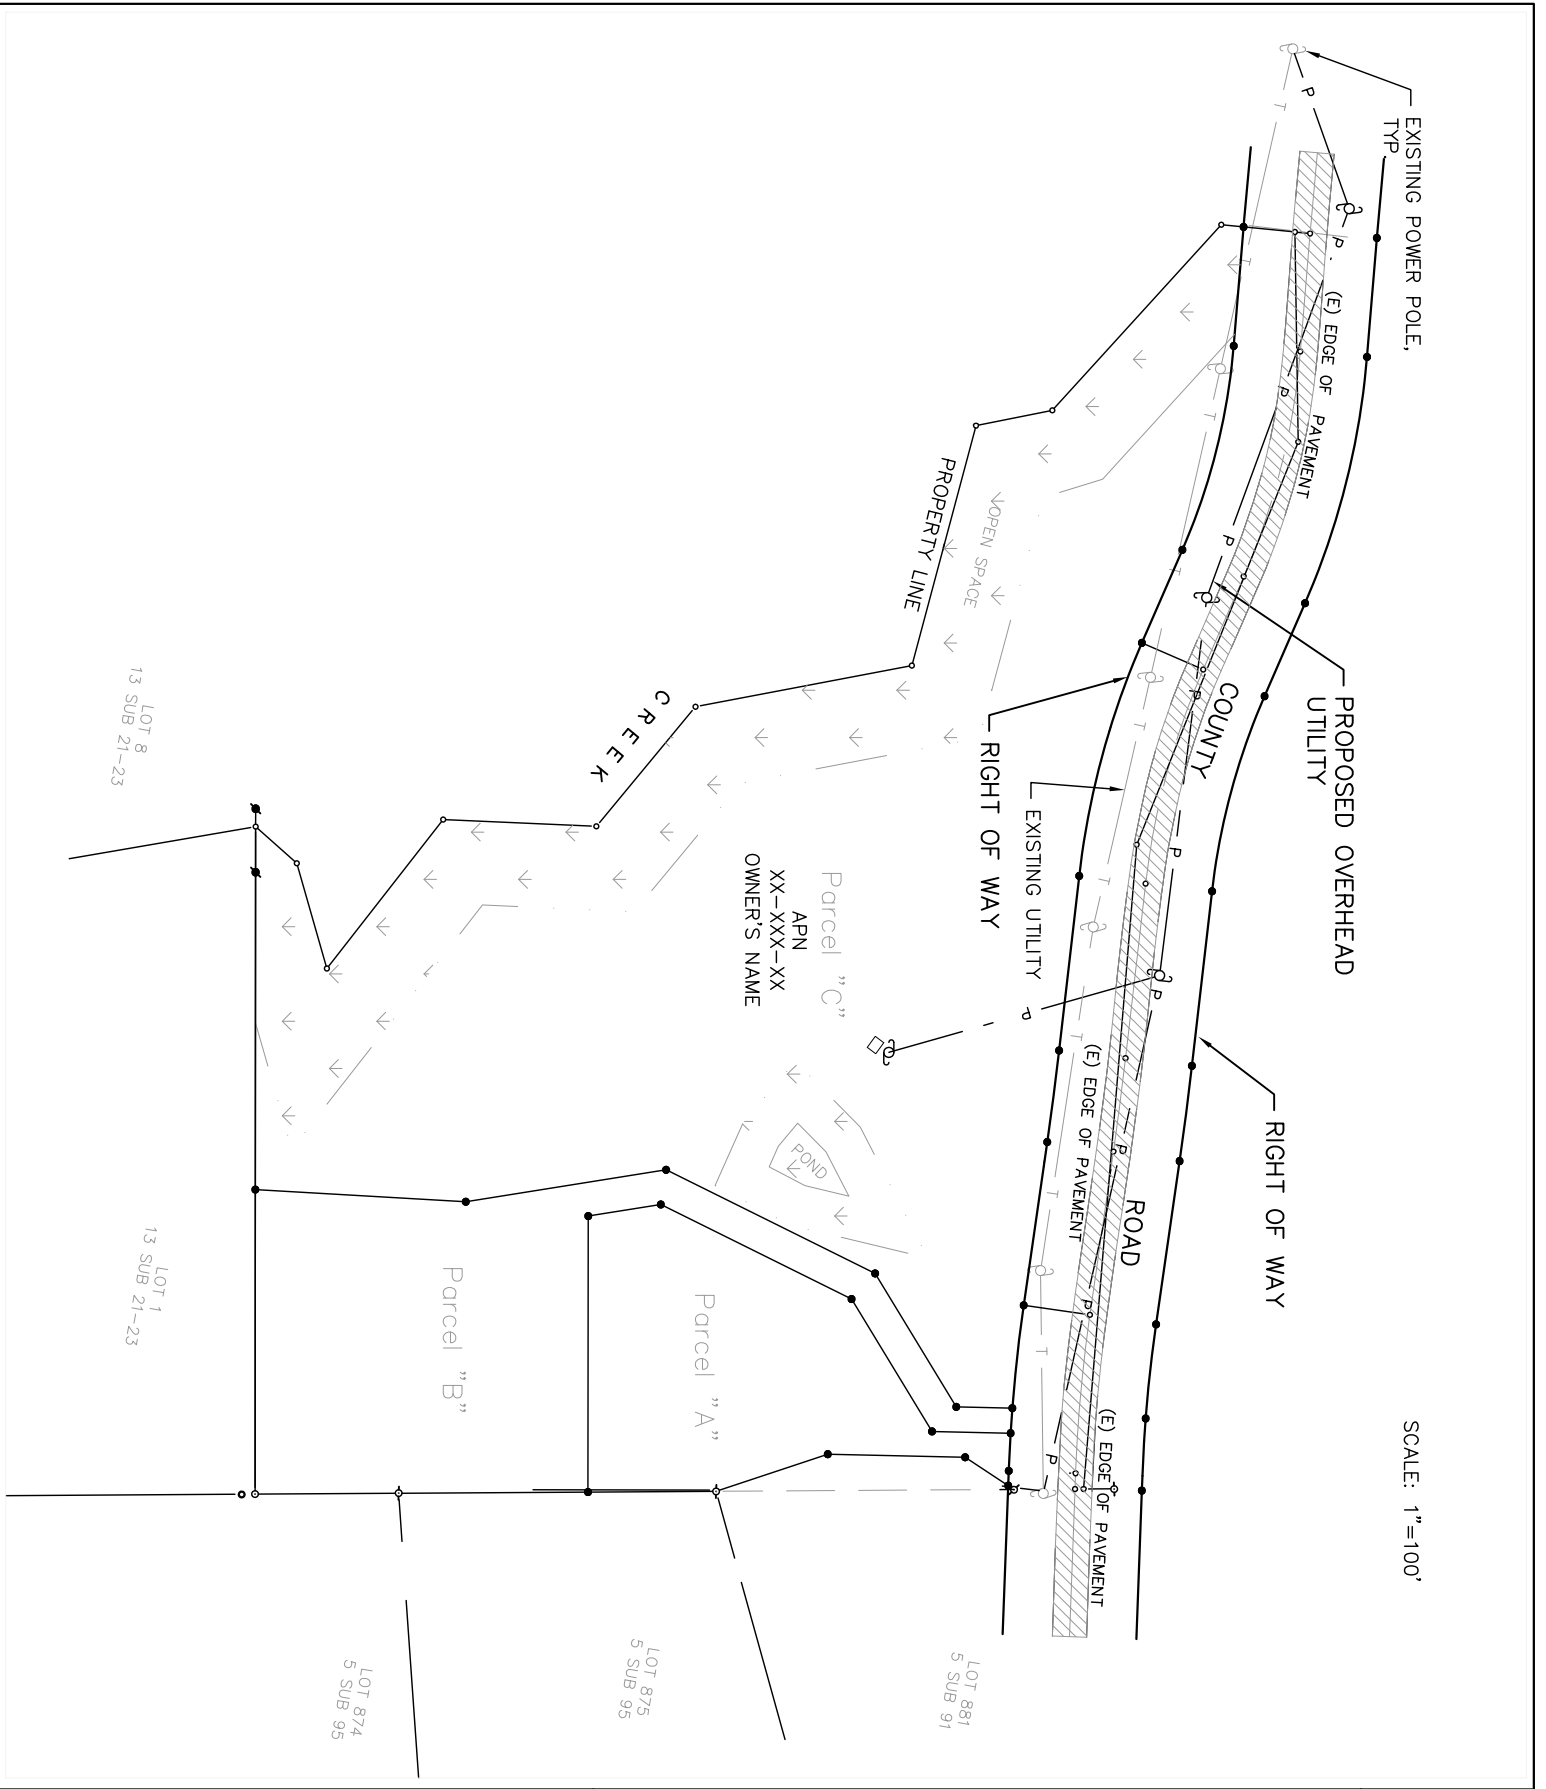 SCALE: 1"=100'
EXISTING POWER POLE,
TYP
(E) EDGE OF PAVEMENT
PROPOSED OVERHEAD
UTILITY
RIGHT OF WAY
COUNTY
ROAD
(E) EDGE OF PAVEMENT
(E) EDGE OF PAVEMENT
RIGHT OF WAY
EXISTING UTILITY
OPEN SPACE
PROPERTY LINE
CREEK
Parcel "C"
APN
XX-XXX-XX
OWNER'S NAME
POND
Parcel "A"
Parcel "B"
LOT 881
5 SUB 91
LOT 875
5 SUB 95
LOT 874
5 SUB 95
LOT 8
13 SUB 21-23
LOT 1
13 SUB 21-23
P
P
P
P
P
P
P
P
P
P
P
T
T
T
T
T
T
T
T
T